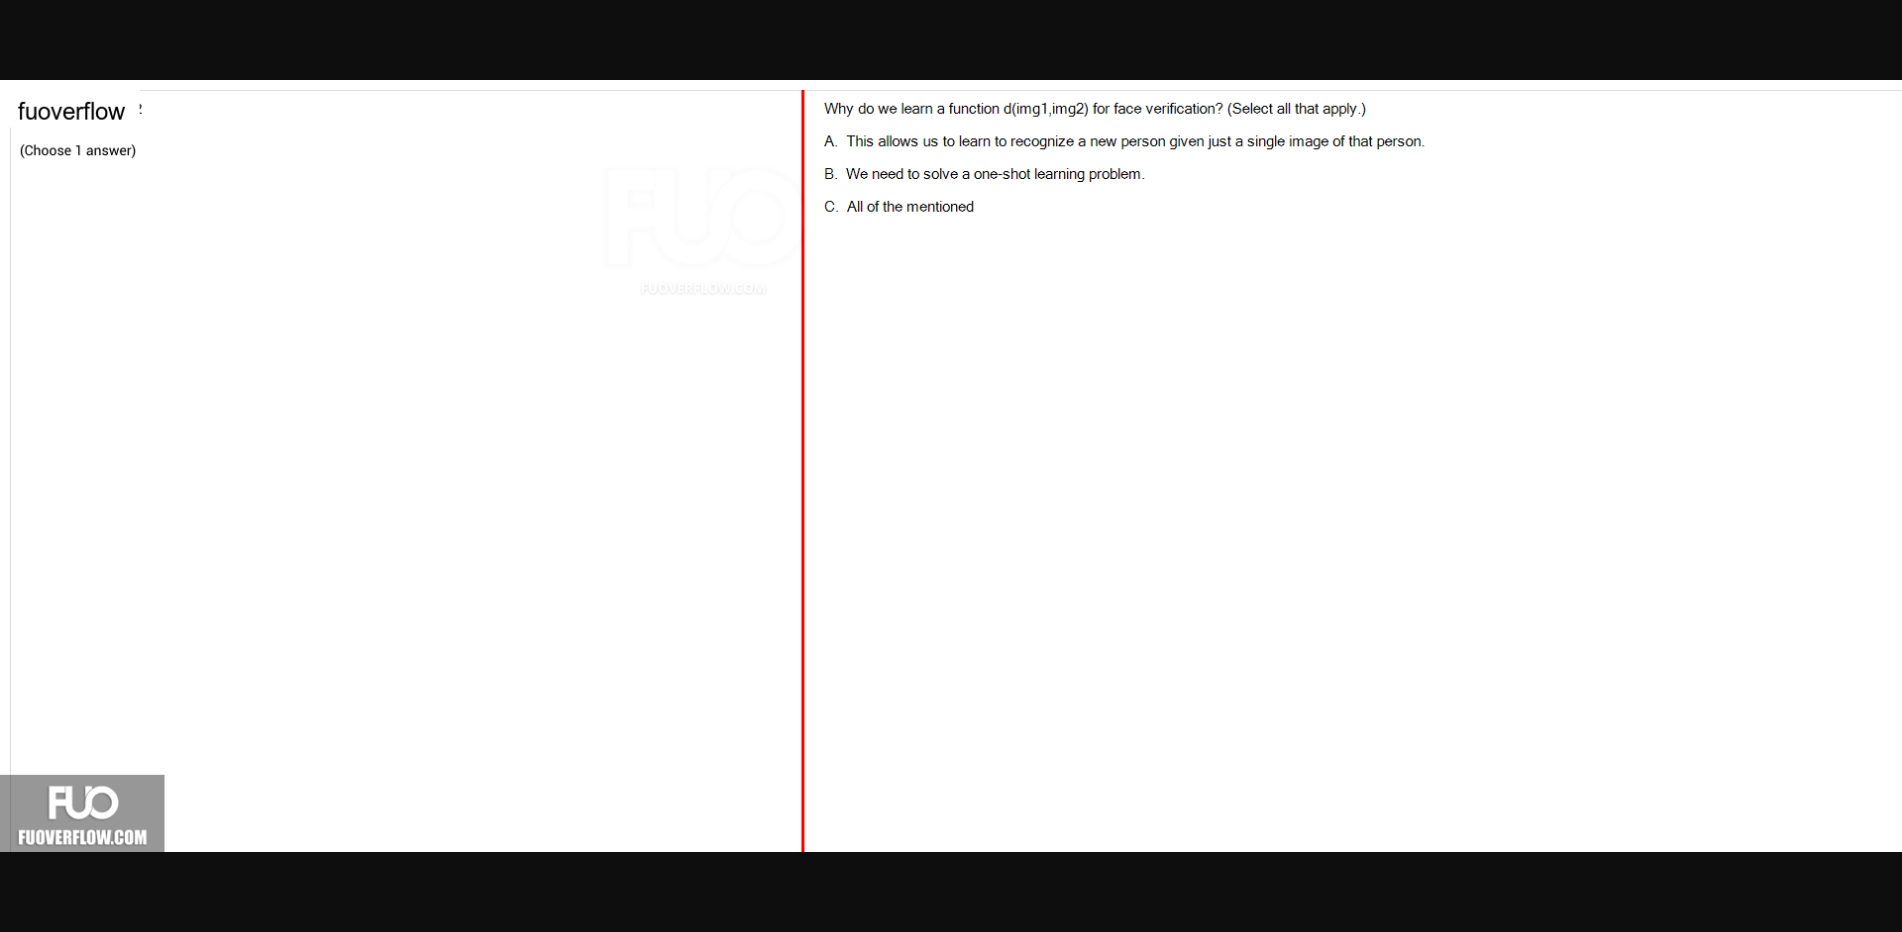 fuoverflow
(Choose 1 answer)
Why do we learn a function d(img1,img2) for face verification? (Select all that apply.)
A. This allows us to learn to recognize a new person given just a single image of that person.
B. We need to solve a one-shot learning problem.
C. All of the mentioned
FUO
FUOVERFLOW.COM
FUO
FUOVERFLOW.COM